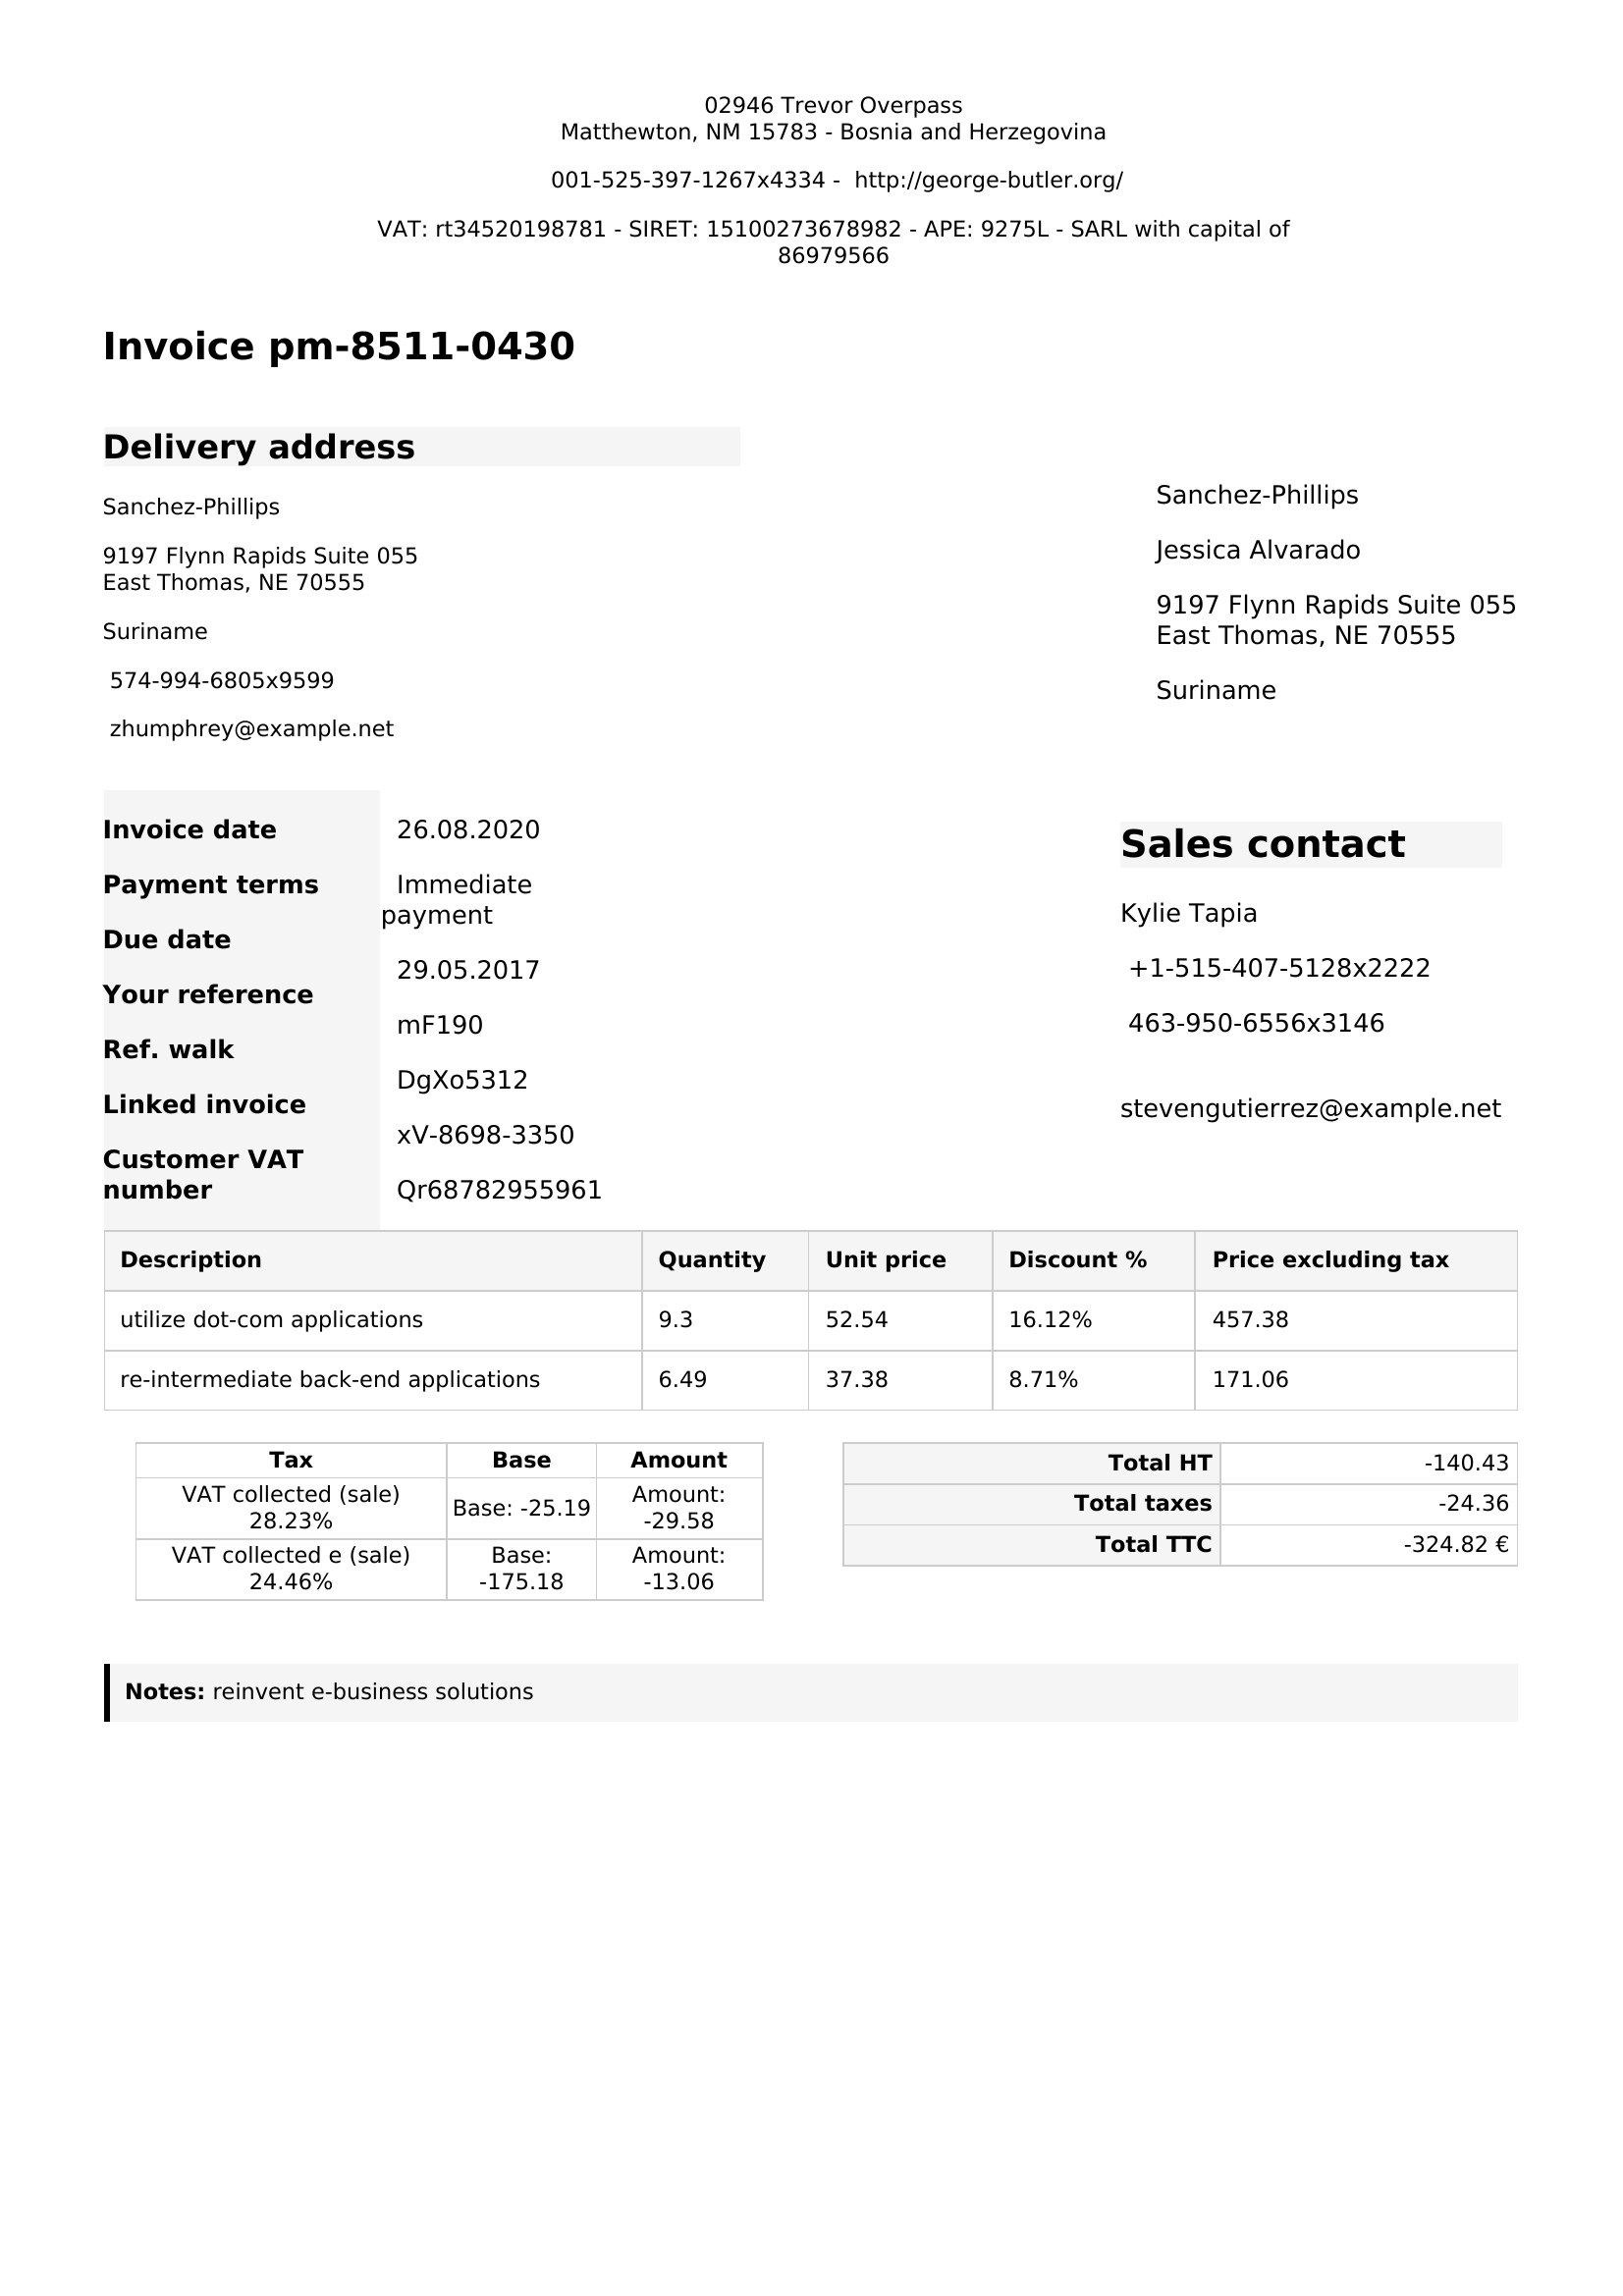 02946 Trevor Overpass
Matthewton, NM 15783 - Bosnia and Herzegovina
001-525-397-1267x4334 -  http://george-butler.org/
VAT: rt34520198781 - SIRET: 15100273678982 - APE: 9275L - SARL with capital of
86979566
Invoice pm-8511-0430
Delivery address
Sanchez-Phillips
9197 Flynn Rapids Suite 055
East Thomas, NE 70555
Suriname
574-994-6805x9599
zhumphrey@example.net
Sanchez-Phillips
Jessica Alvarado
9197 Flynn Rapids Suite 055
East Thomas, NE 70555
Suriname
Invoice date
26.08.2020
Payment terms
Immediate
payment
Due date
29.05.2017
Your reference
mF190
Ref. walk
DgXo5312
Linked invoice
xV-8698-3350
Customer VAT
number
Qr68782955961
Sales contact
Kylie Tapia
+1-515-407-5128x2222
463-950-6556x3146
stevengutierrez@example.net
Description Quantity Unit price Discount % Price excluding tax
utilize dot-com applications 9.3 52.54 16.12% 457.38
re-intermediate back-end applications 6.49 37.38 8.71% 171.06
Tax Base Amount
VAT collected (sale)
28.23%
Base: -25.19
Amount:
-29.58
VAT collected e (sale)
24.46%
Base:
-175.18
Amount:
-13.06
Total HT -140.43
Total taxes -24.36
Total TTC -324.82 €
Notes: reinvent e-business solutions